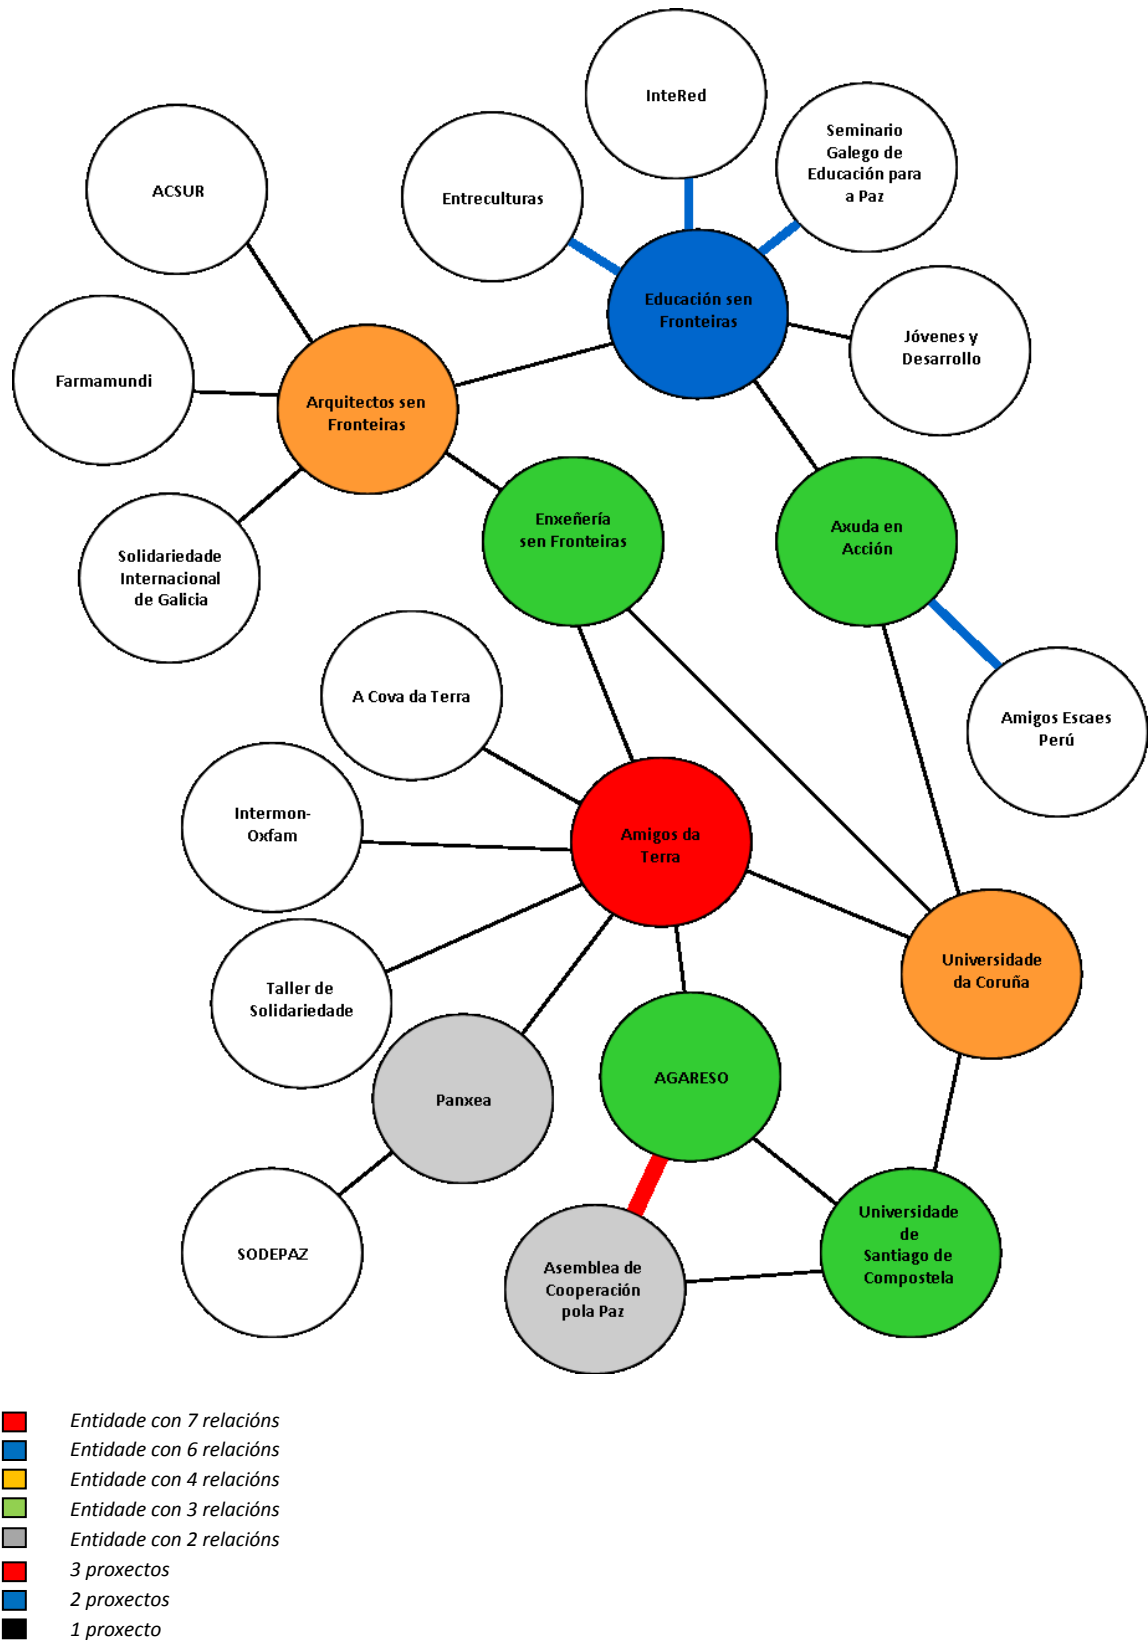 InteRed
Seminario
Galego de
Educación para
a Paz
ACSUR
Entreculturas
Educación sen
Fronteiras
Jóvenes y
Desarrollo
Farmamundi
Arquitectos sen
Fronteiras
Enxeñería
sen Fronteiras
Axuda en
Acción
Solidariedade
Internacional
de Galicia
A Cova da Terra
Amigos Escaes
Perú
Intermon-
Oxfam
Amigos da
Terra
Universidade
da Coruña
Taller de
Solidariedade
Panxea
AGARESO
SODEPAZ
Asemblea de
Cooperación
pola Paz
Universidade
de
Santiago de
Compostela
Entidade con 7 relacións
Entidade con 6 relacións
Entidade con 4 relacións
Entidade con 3 relacións
Entidade con 2 relacións
3 proxectos
2 proxectos
1 proxecto